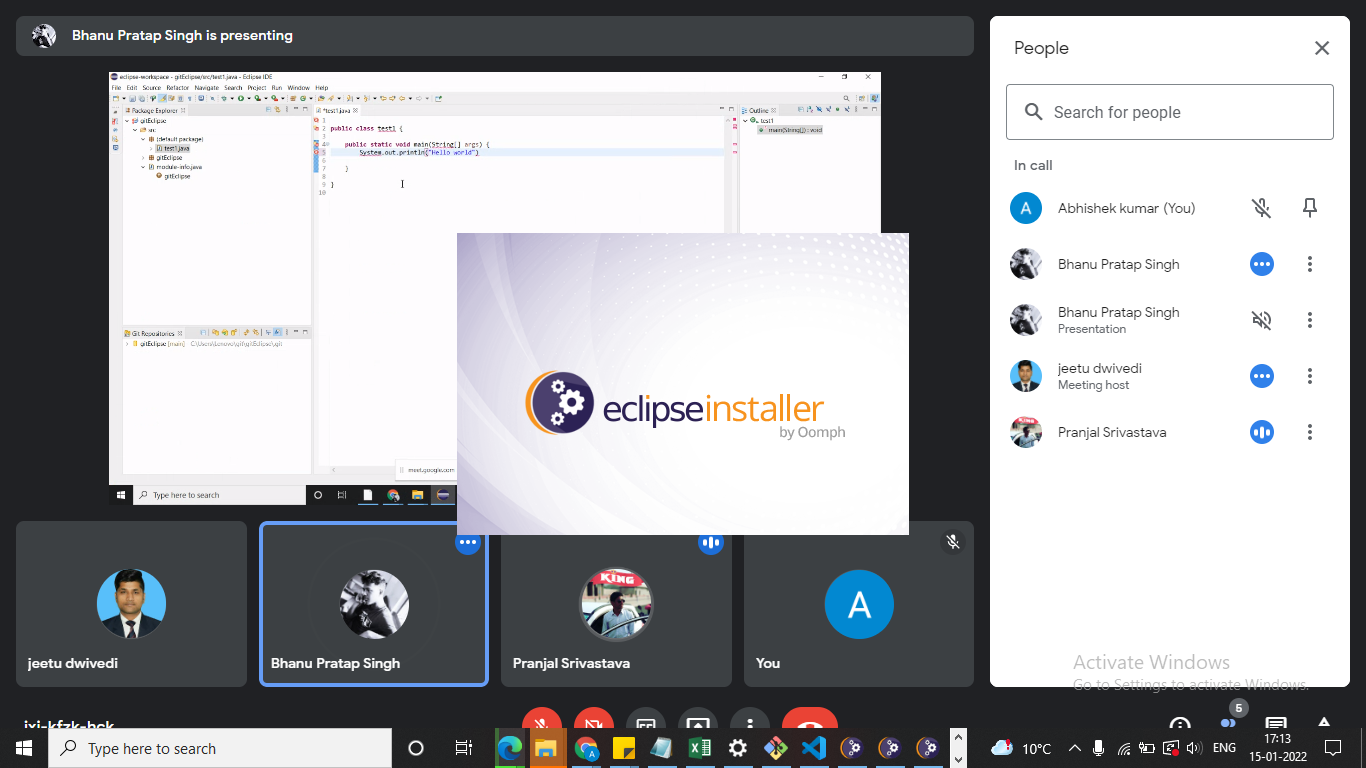 Bhanu Pratap Singh is presenting
eclipse-workspace - gitEclipse/src/test1.java - Eclipse IDE
File Edit Source Refactor Navigate Search Project Run Window Help
Package Explorer
gitEclipse
src
(default package)
test1.java
gitEclipse
module-info.java
gitEclipse
*test1.java
1
2 public class test1 {
3
4 public static void main(String[] args) {
5 System.out.println("Hello world")
6
7 }
8
9 }
10
Outline
test1
main(String[]) : void
Git Repositories
gitEclipse [main] C:\Users\Lenovo\git\gitEclipse\.git
meet.google.com
Type here to search
eclipseinstaller
by Oomph
jeetu dwivedi
Bhanu Pratap Singh
Pranjal Srivastava
A
You
People
Search for people
In call
A
Abhishek kumar (You)
Bhanu Pratap Singh
Bhanu Pratap Singh
Presentation
jeetu dwivedi
Meeting host
KING
Pranjal Srivastava
Activate Windows
Go to Settings to activate Windows.
5
Type here to search
10°C
ENG
17:13
15-01-2022